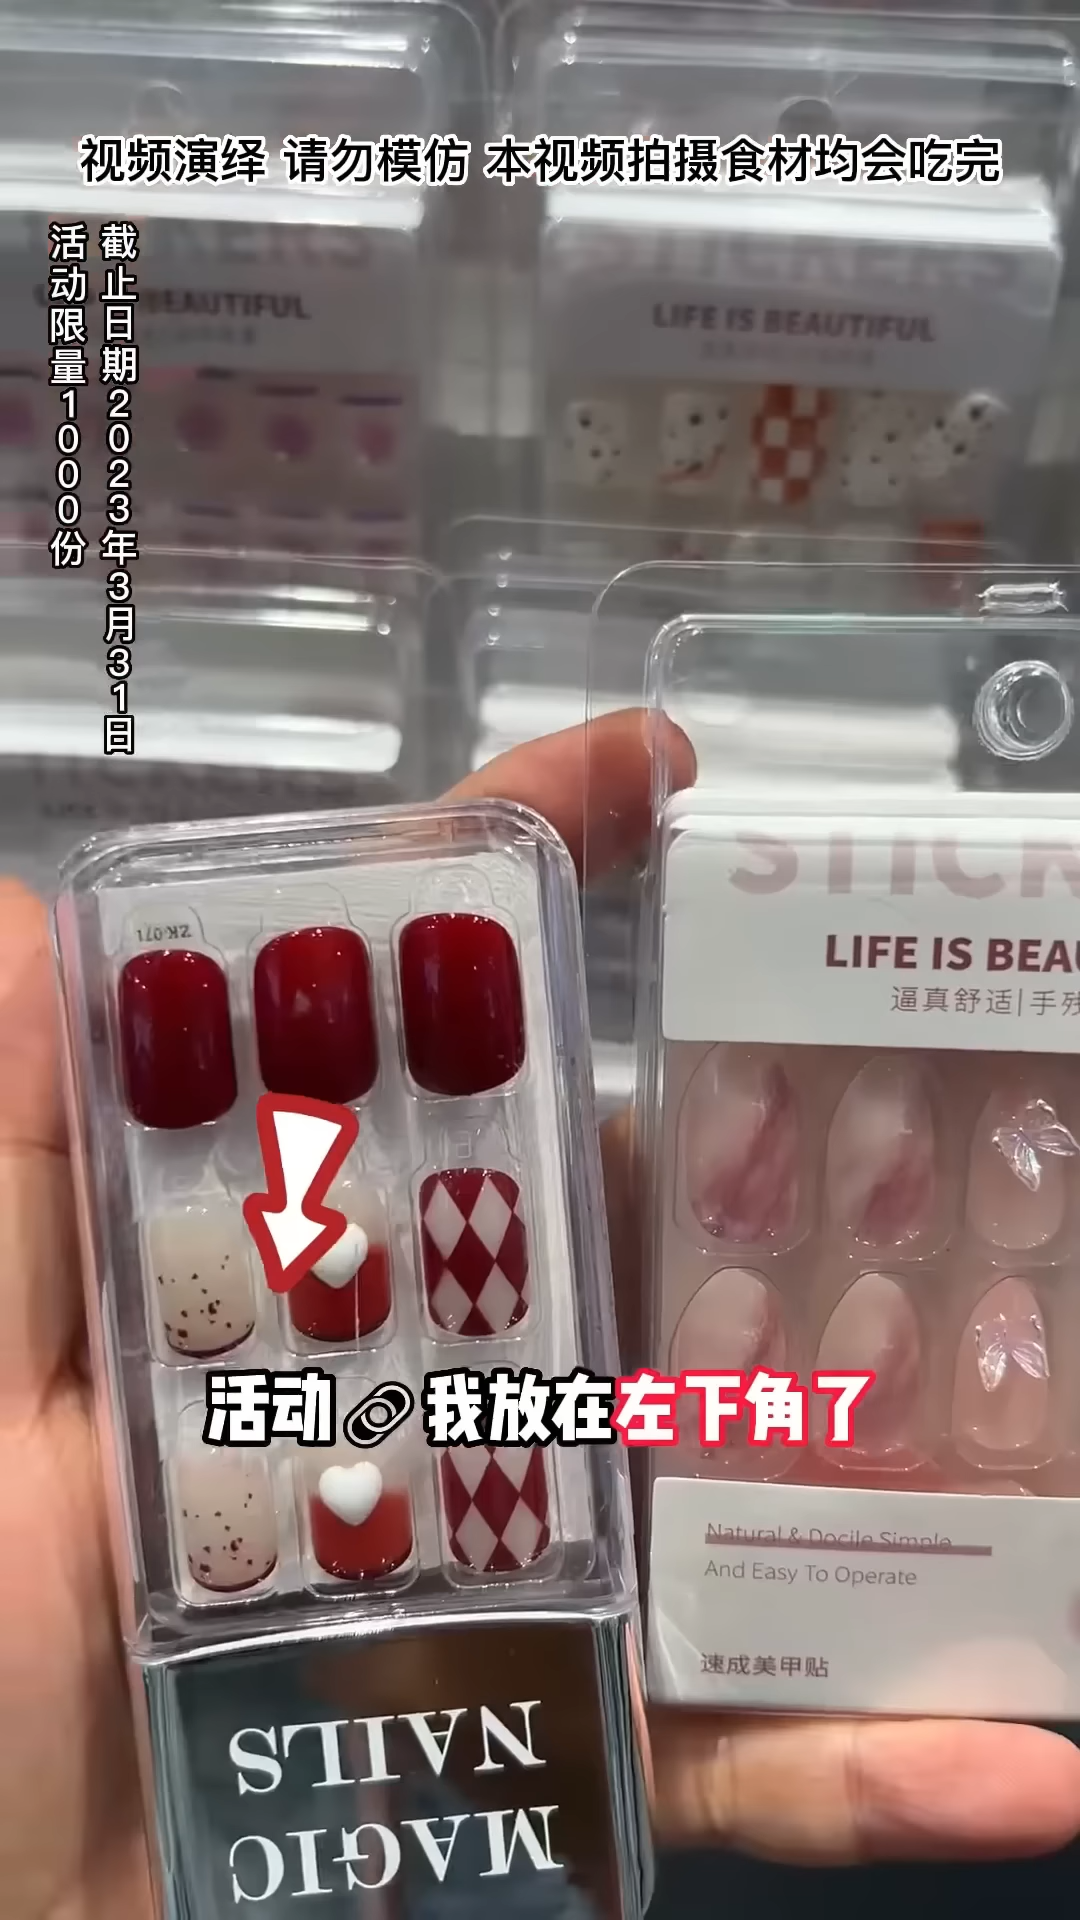 视频演绎 请勿模仿 本视频拍摄食材均会吃完
截止日期2023年3月31日
活动限量1000份
BEAUTIFUL
LIFE IS BEAUTIFUL
STICK
LIFE IS BEAU
逼真舒适|手残
ZK-071
活动 我放在左下角了
Natural & Docile Simple
And Easy To Operate
速成美甲贴
MAGIC
NAILS